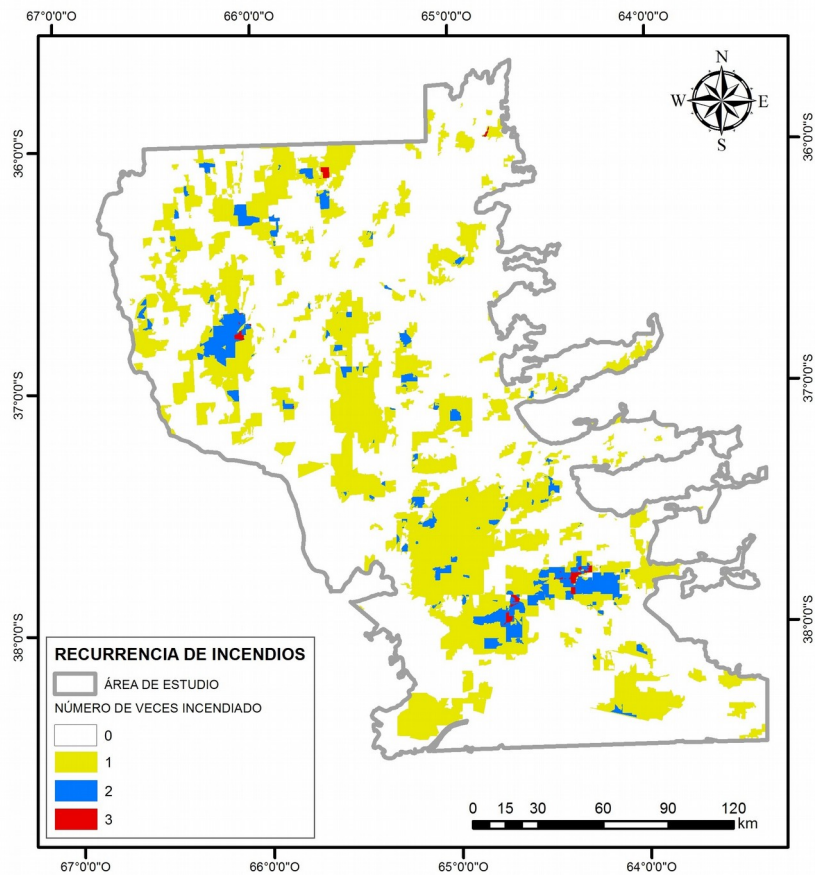 67°0'0"O 66°0'0"O 65°0'0"O 64°0'0"O
N
W E
S
36°0'0"S 36°0'0"S
37°0'0"S 37°0'0"S
38°0'0"S 38°0'0"S
RECURRENCIA DE INCENDIOS
ÁREA DE ESTUDIO
NÚMERO DE VECES INCENDIADO
0
1
2
3
0 15 30 60 90 120
km
67°0'0"O 66°0'0"O 65°0'0"O 64°0'0"O